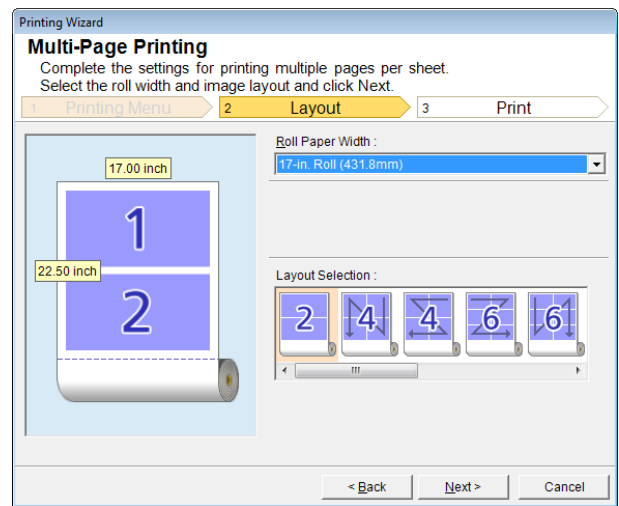 Printing Wizard
Multi-Page Printing
Complete the settings for printing multiple pages per sheet.
Select the roll width and image layout and click Next.
1 Printing Menu 2 Layout 3 Print
Roll Paper Width :
17-in. Roll (431.8mm)
17.00 inch
1
22.50 inch
2
Layout Selection :
2 4 4 6 6
< Back Next > Cancel